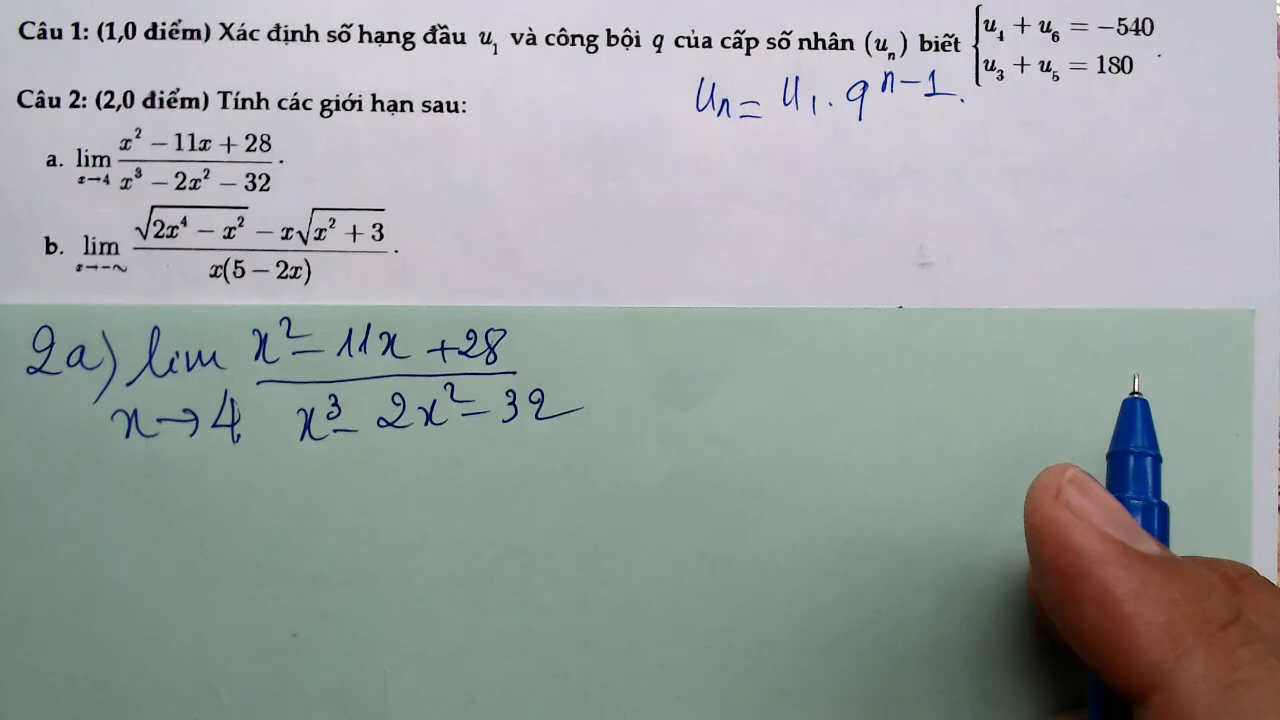 Câu 1: (1,0 điểm) Xác định số hạng đầu u₁ và công bội q của cấp số nhân (uₙ) biết { u₄ + u₆ = −540
u₃ + u₅ = 180 .
uₙ = u₁ . qⁿ⁻¹.
Câu 2: (2,0 điểm) Tính các giới hạn sau:
a. lim x→4 (x² − 11x + 28)/(x³ − 2x² − 32) .
b. lim x→−∞ (√(2x⁴ − x²) − x√(x² + 3))/(x(5 − 2x)) .
2a) lim x→4 (x² − 11x + 28)/(x³ − 2x² − 32)